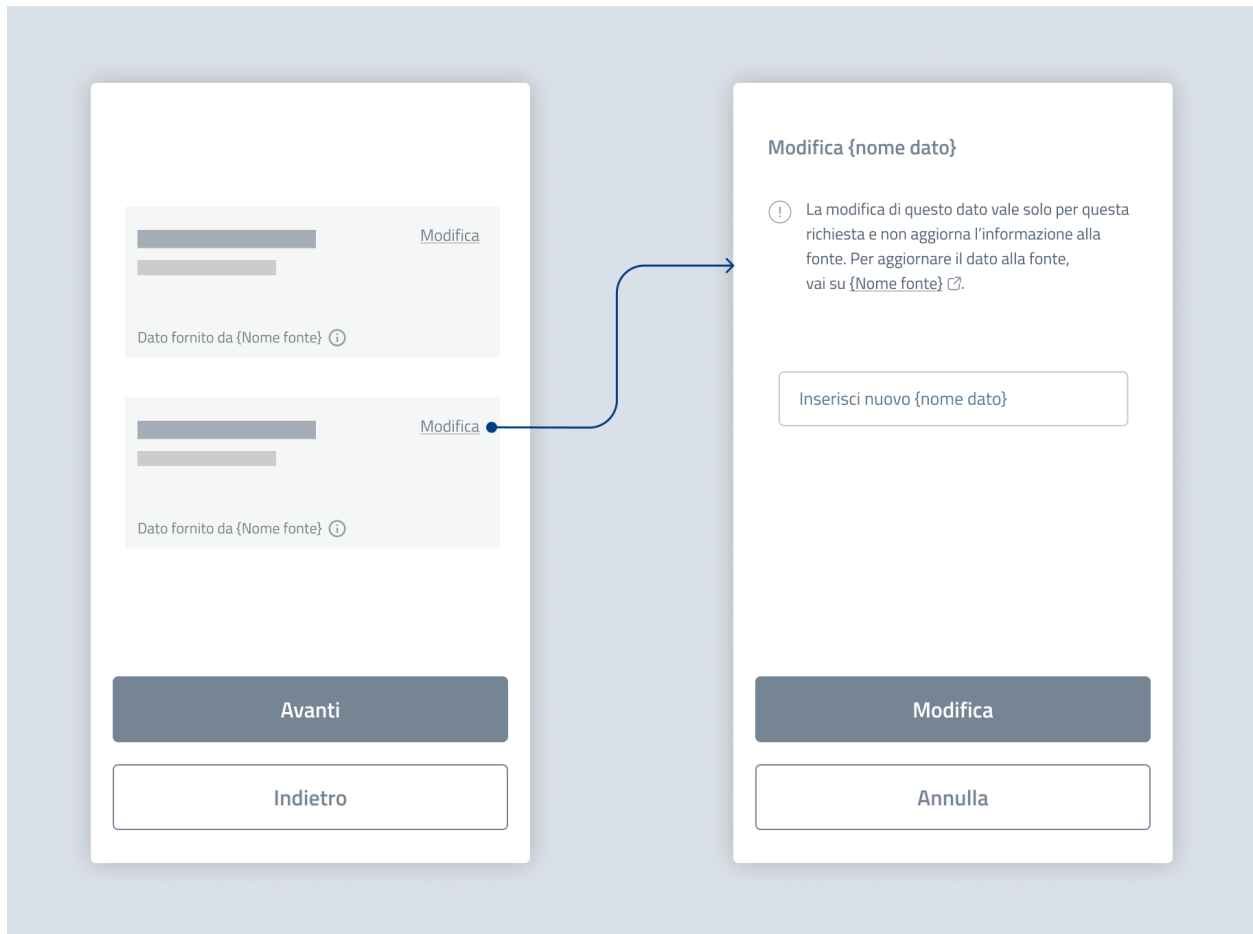 Modifica
Dato fornito da {Nome fonte}
Modifica
Dato fornito da {Nome fonte}
Avanti
Indietro
Modifica {nome dato}
La modifica di questo dato vale solo per questa
richiesta e non aggiorna l’informazione alla
fonte. Per aggiornare il dato alla fonte,
vai su {Nome fonte}.
Inserisci nuovo {nome dato}
Modifica
Annulla